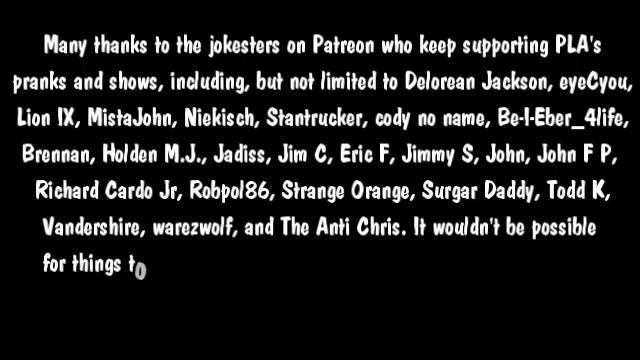 Many thanks to the jokesters on Patreon who keep supporting PLA's
pranks and shows, including, but not limited to Delorean Jackson, eyeCyou,
Lion IX, MistaJohn, Niekisch, Stantrucker, cody no name, Be-I-Eber_4life,
Brennan, Holden M.J., Jadiss, Jim C, Eric F, Jimmy S, John, John F P,
Richard Cardo Jr, Robpol86, Strange Orange, Surgar Daddy, Todd K,
Vandershire, warezwolf, and The Anti Chris. It wouldn't be possible
for things to